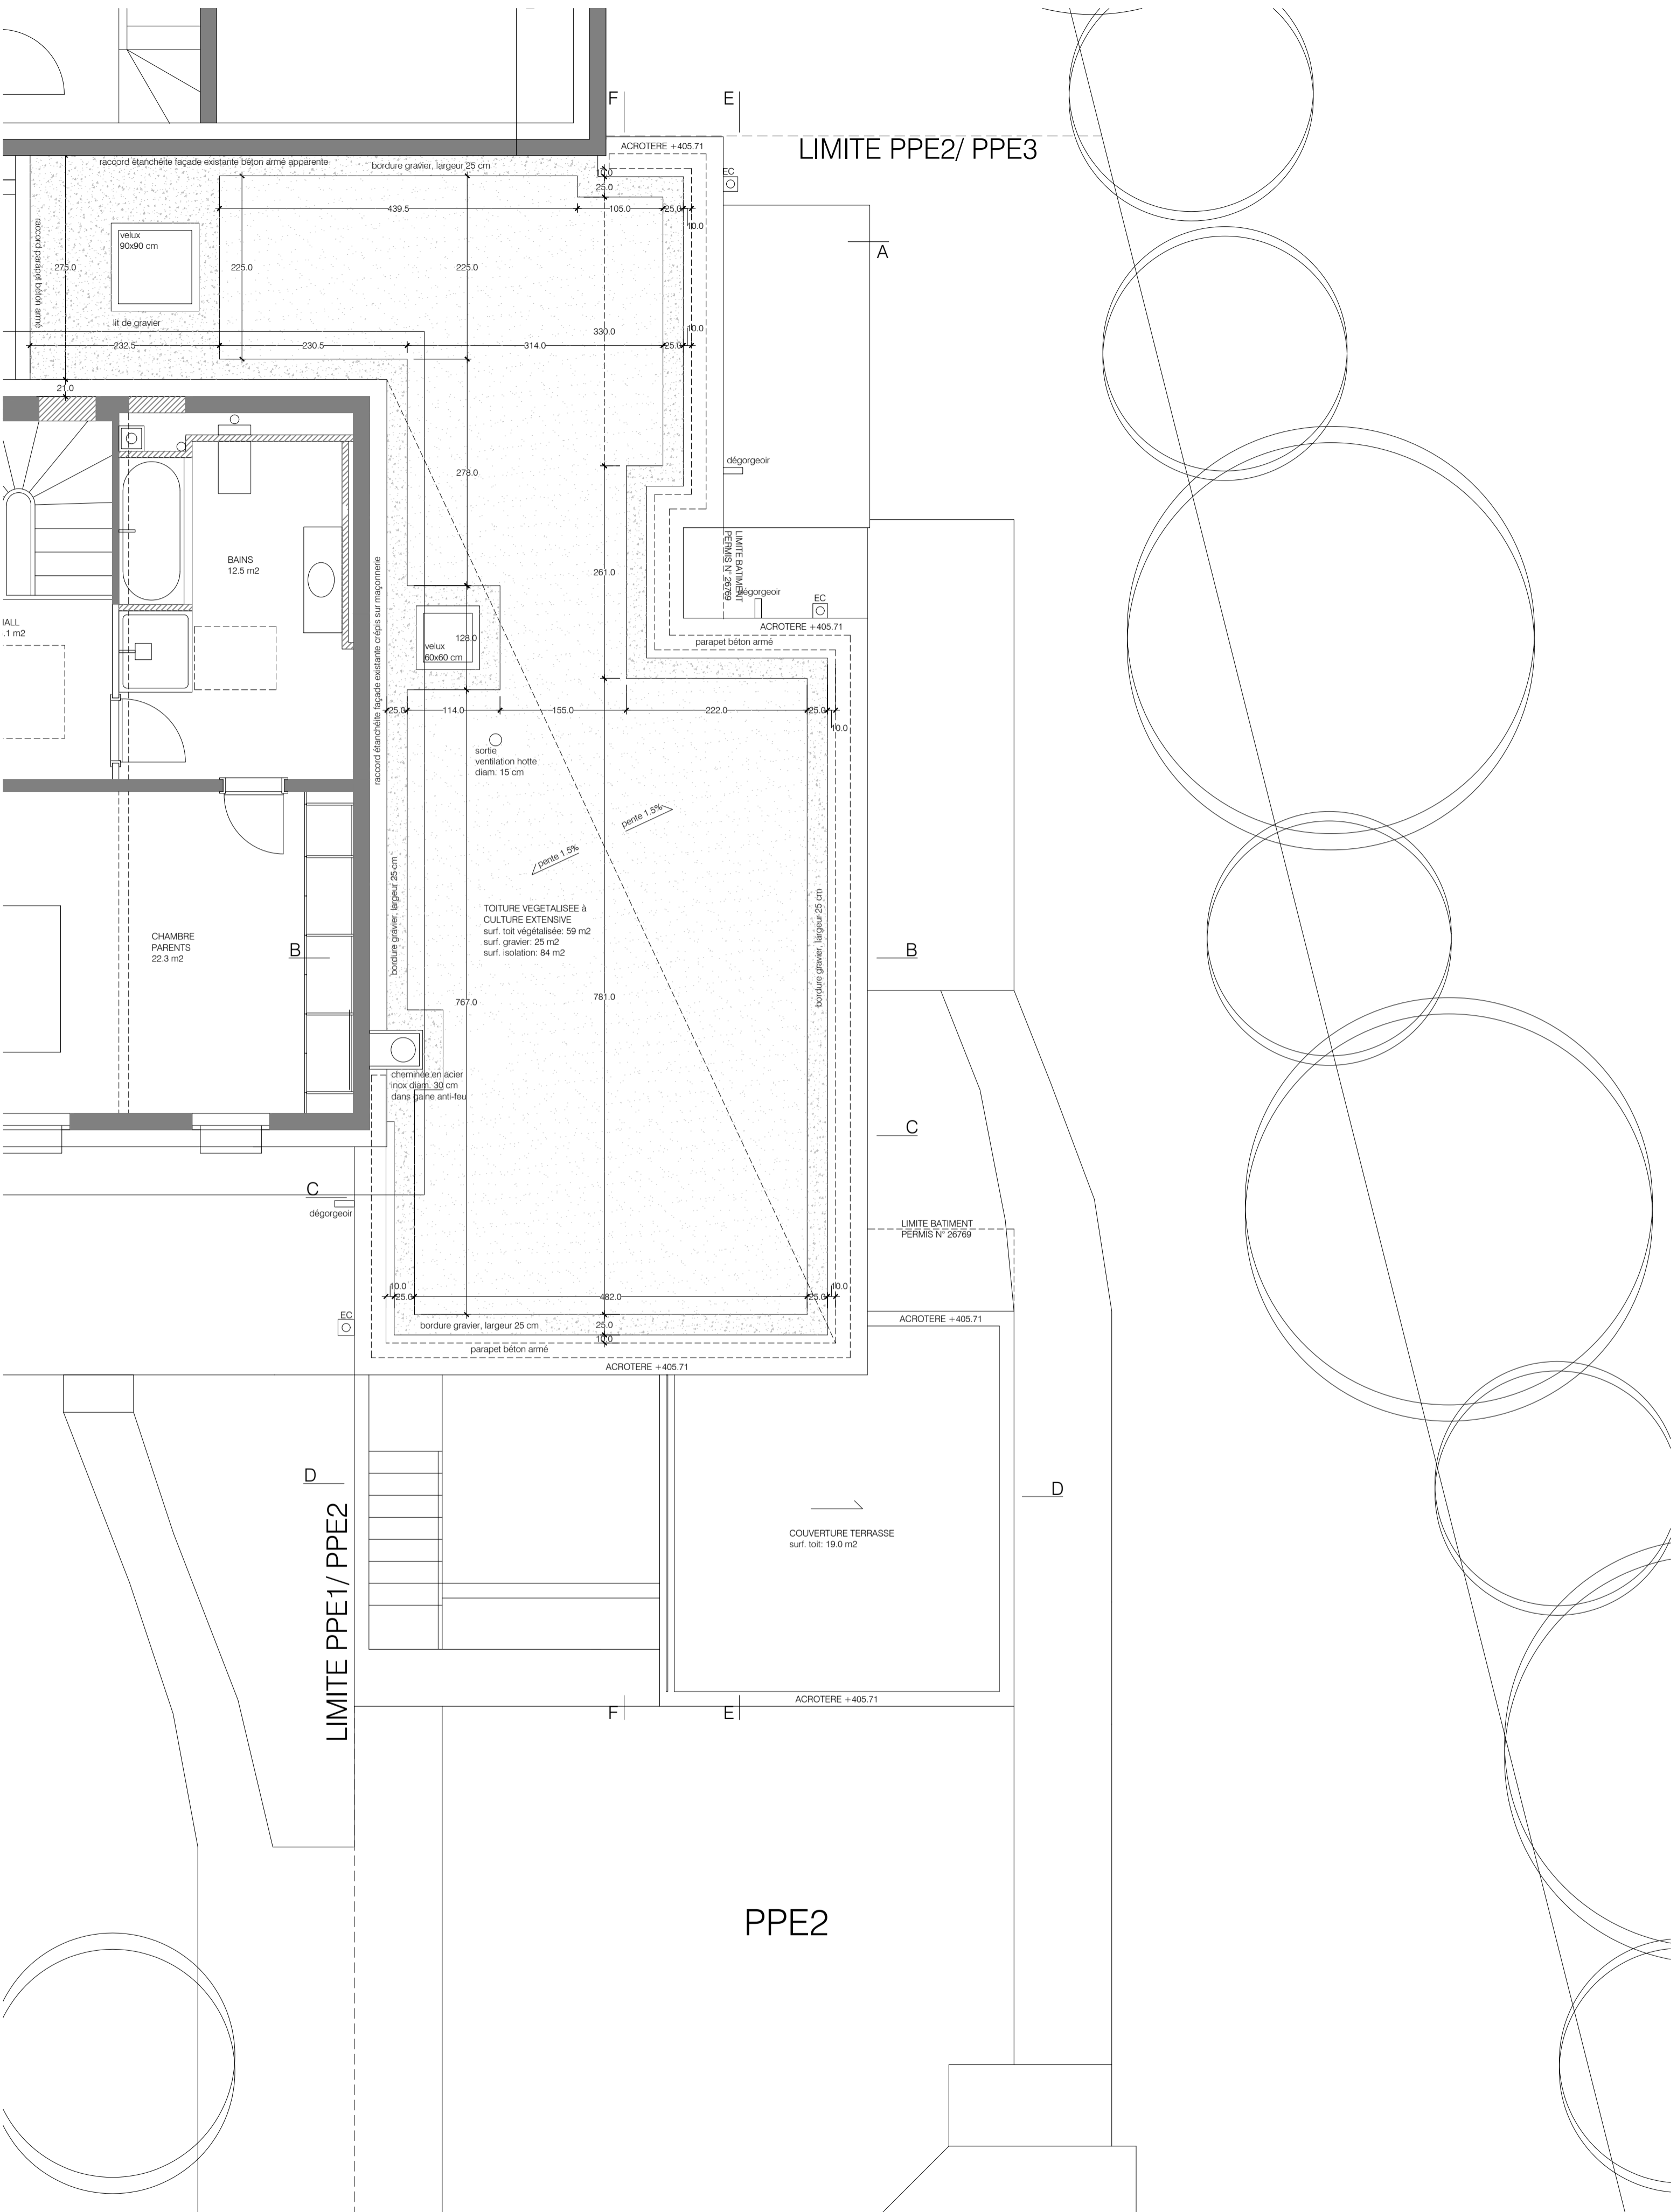 F
E
ACROTERE +405.71
LIMITE PPE2/ PPE3
raccord étanchéite façade existante béton armé apparente
bordure gravier, largeur 25 cm
10.0
25.0
EC
439.5
105.0
25.0
10.0
velux
90x90 cm
raccord parapet béton armé
275.0
225.0
225.0
A
lit de gravier
330.0
10.0
232.5
230.5
314.0
25.0
21.0
278.0
dégorgeoir
BAINS
12.5 m2
raccord étanchéite façade existante crépis sur maçonnerie
261.0
LIMITE BATIMENT
PERMIS N° 26769
dégorgeoir
EC
ACROTERE +405.71
parapet béton armé
128.0
velux
60x60 cm
25.0
114.0
155.0
222.0
25.0
10.0
sortie
ventilation hotte
diam. 15 cm
pente 1.5%
pente 1.5%
bordure gravier, largeur 25 cm
bordure gravier, largeur 25 cm
TOITURE VEGETALISEE à
CULTURE EXTENSIVE
surf. toit végétalisée: 59 m2
surf. gravier: 25 m2
surf. isolation: 84 m2
CHAMBRE
PARENTS
22.3 m2
B
B
767.0
781.0
cheminée en acier
inox diam. 30 cm
dans gaine anti-feu
C
C
dégorgeoir
LIMITE BATIMENT
PERMIS N° 26769
10.0
25.0
482.0
25.0
10.0
EC
bordure gravier, largeur 25 cm
25.0
10.0
parapet béton armé
ACROTERE +405.71
ACROTERE +405.71
D
D
LIMITE PPE1/ PPE2
COUVERTURE TERRASSE
surf. toit: 19.0 m2
ACROTERE +405.71
F
E
PPE2